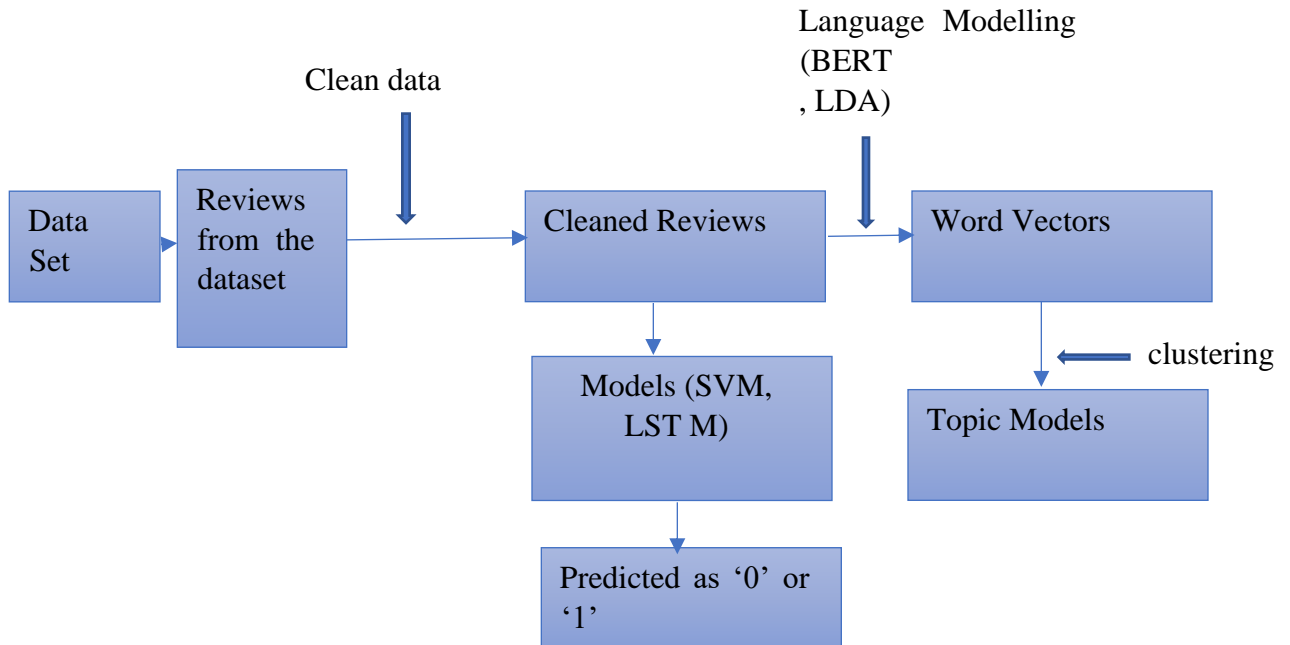 Language Modelling
(BERT
, LDA)
Clean data
Data
Set
Reviews
from the
dataset
Cleaned Reviews
Word Vectors
clustering
Models (SVM,
LST M)
Topic Models
Predicted as ‘0’ or
‘1’